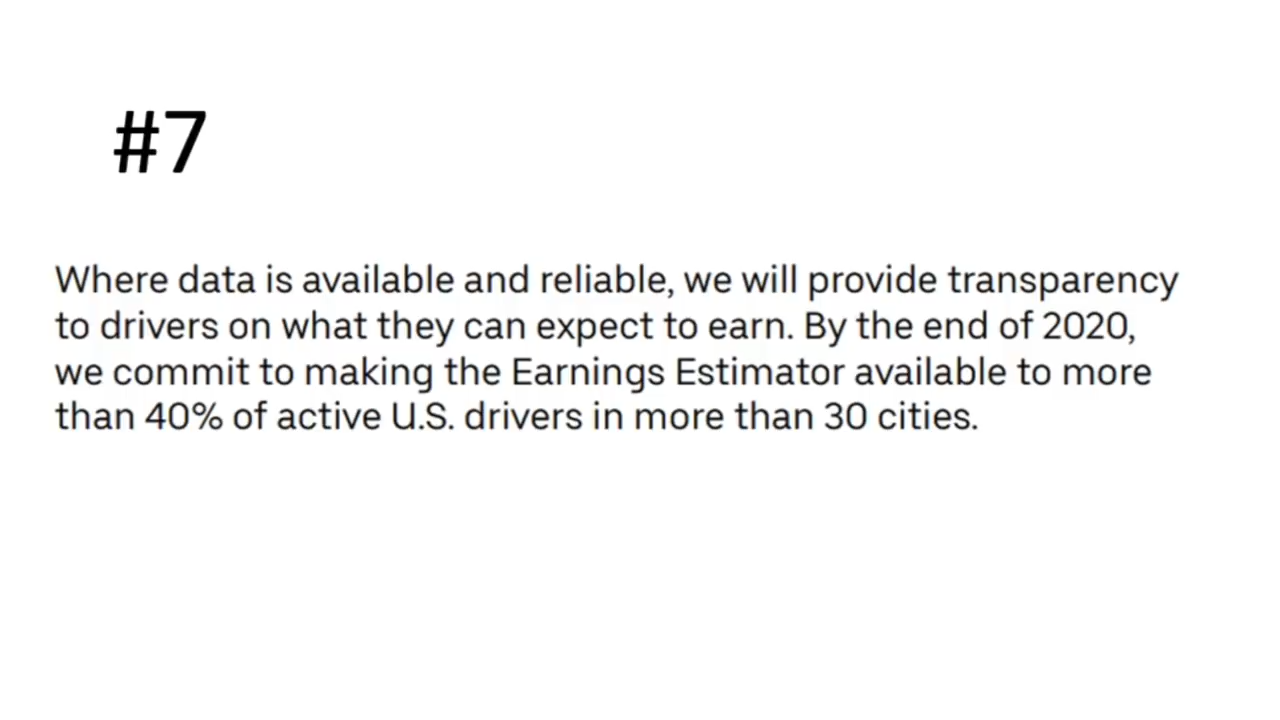 #7
Where data is available and reliable, we will provide transparency
to drivers on what they can expect to earn. By the end of 2020,
we commit to making the Earnings Estimator available to more
than 40% of active U.S. drivers in more than 30 cities.